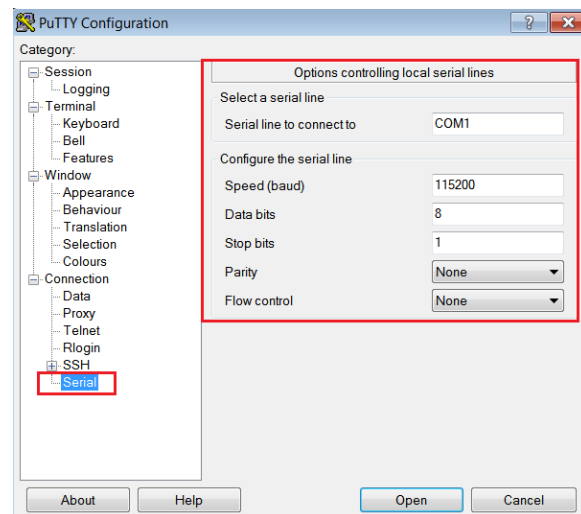 PuTTY Configuration
Category:
Session
Logging
Terminal
Keyboard
Bell
Features
Window
Appearance
Behaviour
Translation
Selection
Colours
Connection
Data
Proxy
Telnet
Rlogin
SSH
Serial
Options controlling local serial lines
Select a serial line
Serial line to connect to COM1
Configure the serial line
Speed (baud) 115200
Data bits 8
Stop bits 1
Parity None
Flow control None
About Help Open Cancel